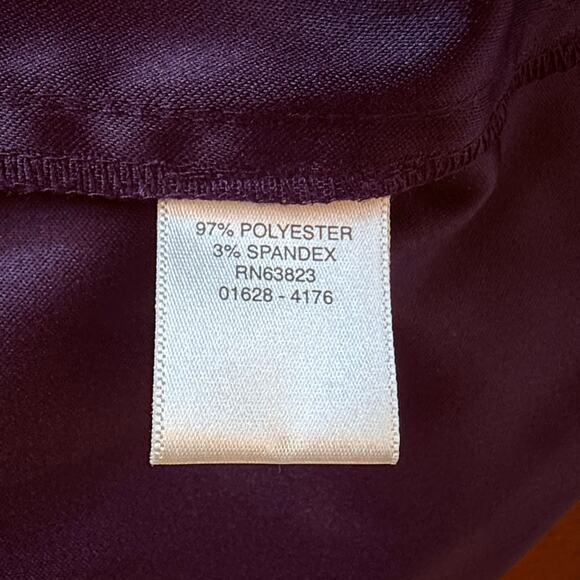 97% POLYESTER
3% SPANDEX
RN63823
01628 - 4176